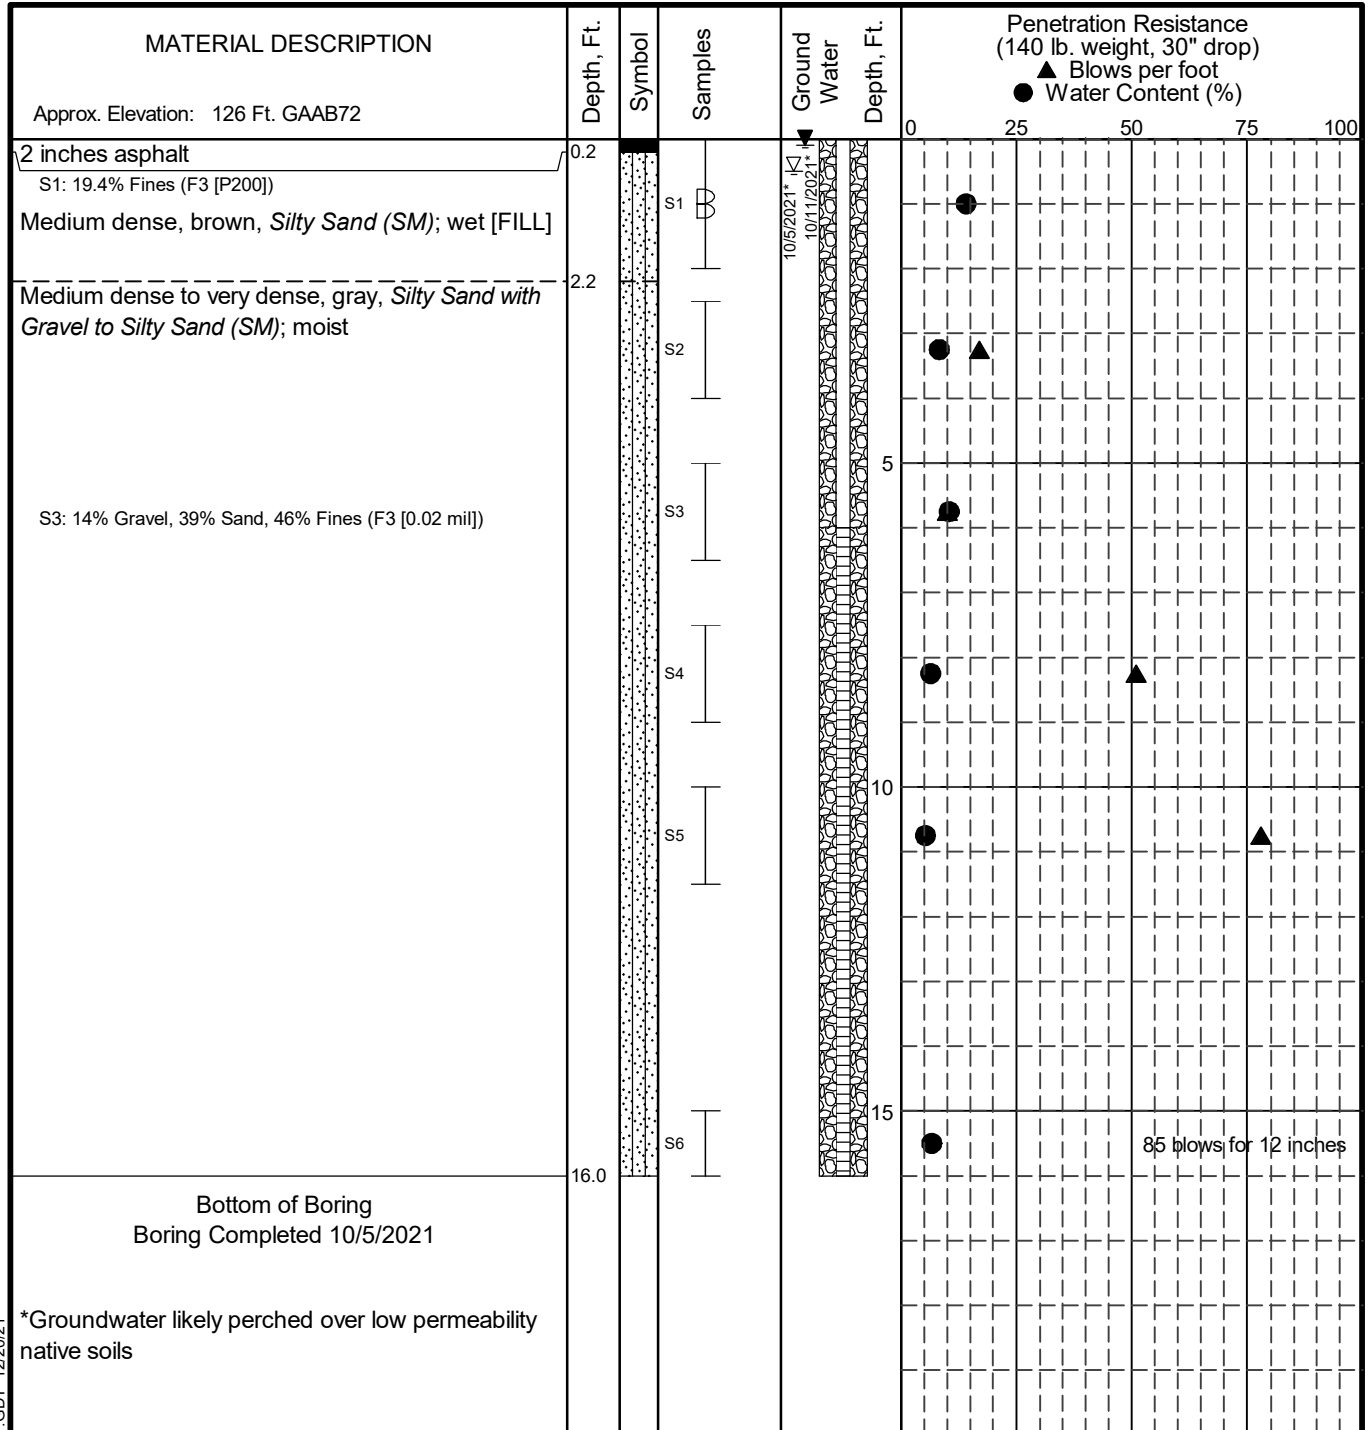 MATERIAL DESCRIPTION
Approx. Elevation: 126 Ft. GAAB72
Depth, Ft.
Symbol
Samples
Ground
Water
Depth, Ft.
Penetration Resistance
(140 lb. weight, 30" drop)
▲ Blows per foot
● Water Content (%)
0 25 50 75 100
2 inches asphalt
0.2
S1: 19.4% Fines (F3 [P200])
S1
10/5/2021*
10/11/2021*
Medium dense, brown, Silty Sand (SM); wet [FILL]
2.2
Medium dense to very dense, gray, Silty Sand with
Gravel to Silty Sand (SM); moist
S2
5
S3: 14% Gravel, 39% Sand, 46% Fines (F3 [0.02 mil])
S3
S4
10
S5
15
S6
85 blows for 12 inches
16.0
Bottom of Boring
Boring Completed 10/5/2021
*Groundwater likely perched over low permeability
native soils